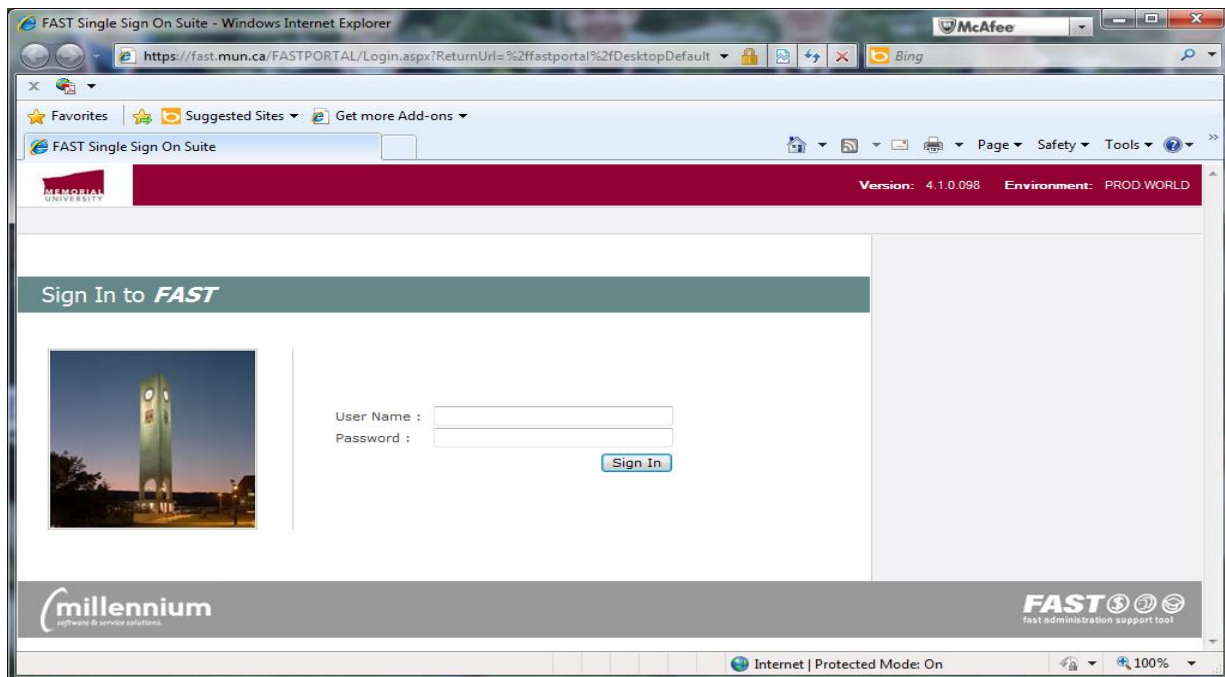 FAST Single Sign On Suite - Windows Internet Explorer
McAfee
https://fast.mun.ca/FASTPORTAL/Login.aspx?ReturnUrl=%2ffastportal%2fDesktopDefault
Bing
Favorites Suggested Sites Get more Add-ons
FAST Single Sign On Suite
Page Safety Tools
MEMORIAL
UNIVERSITY
Version: 4.1.0.098 Environment: PROD.WORLD
Sign In to FAST
User Name :
Password :
Sign In
millennium
software & service solutions.
FAST
fast administration support tool
Internet | Protected Mode: On
100%